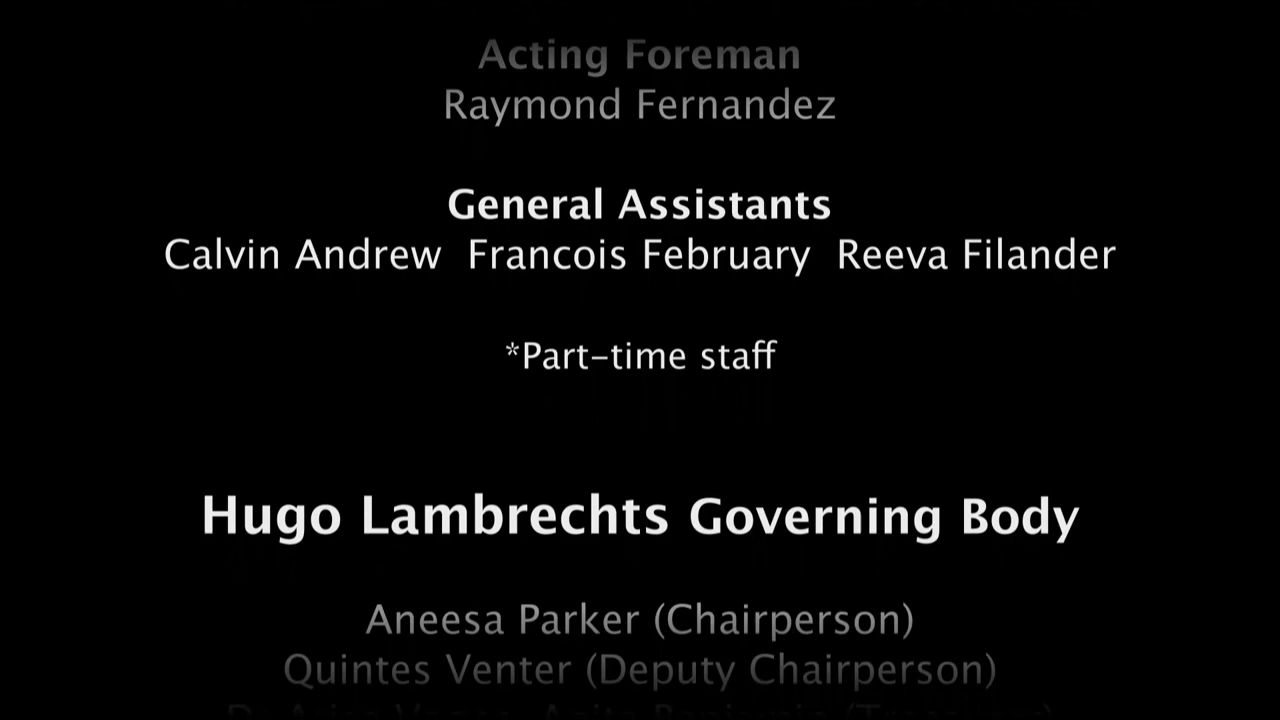 Acting Foreman
Raymond Fernandez
General Assistants
Calvin Andrew  Francois February  Reeva Filander
*Part-time staff
Hugo Lambrechts Governing Body
Aneesa Parker (Chairperson)
Quintes Venter (Deputy Chairperson)